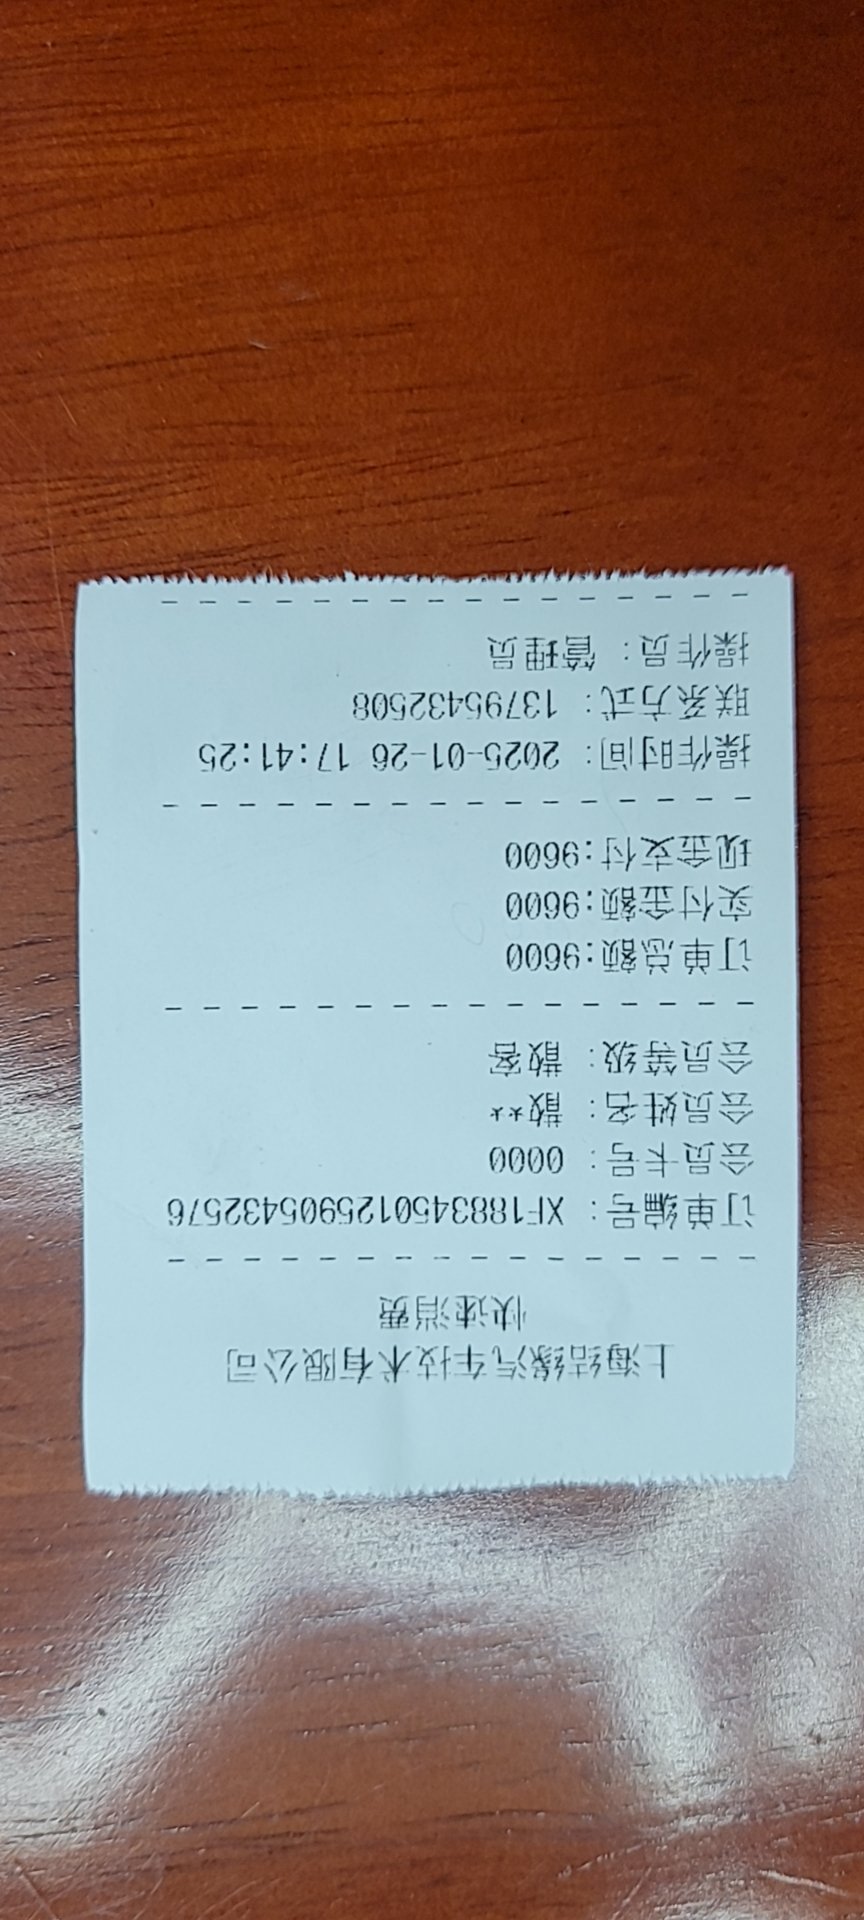 上海结缘汽车技术有限公司
快速消费
订单编号: XF1883450125905432576
会员卡号: 0000
会员姓名: 散**
会员等级: 散客
订单总额:9600
实付金额:9600
现金支付:9600
操作时间: 2025-01-26 17:41:25
联系方式: 13795432508
操作员: 管理员